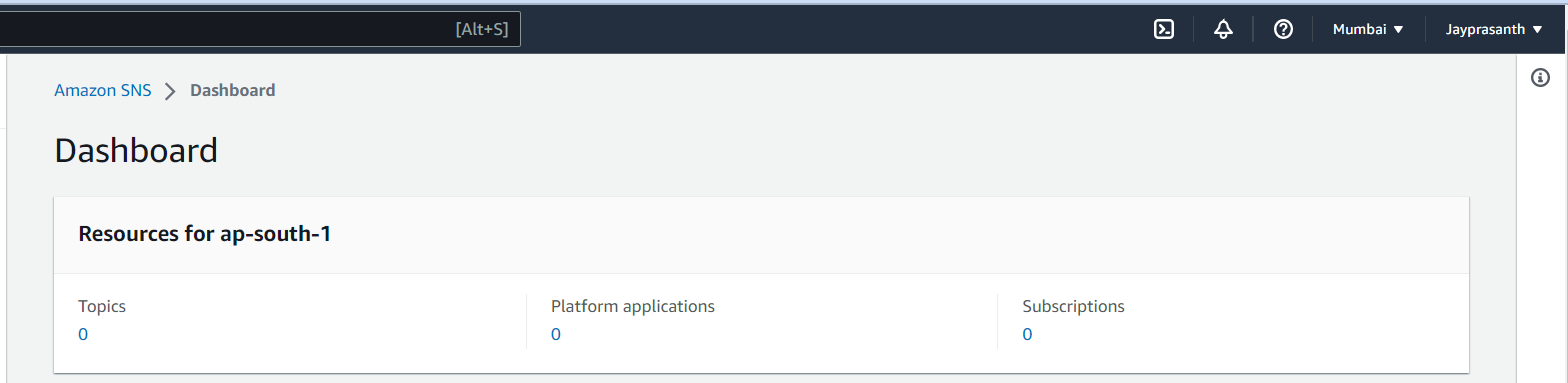 [Alt+S]
Mumbai
Jayprasanth
Amazon SNS
Dashboard
Dashboard
Resources for ap-south-1
Topics
0
Platform applications
0
Subscriptions
0